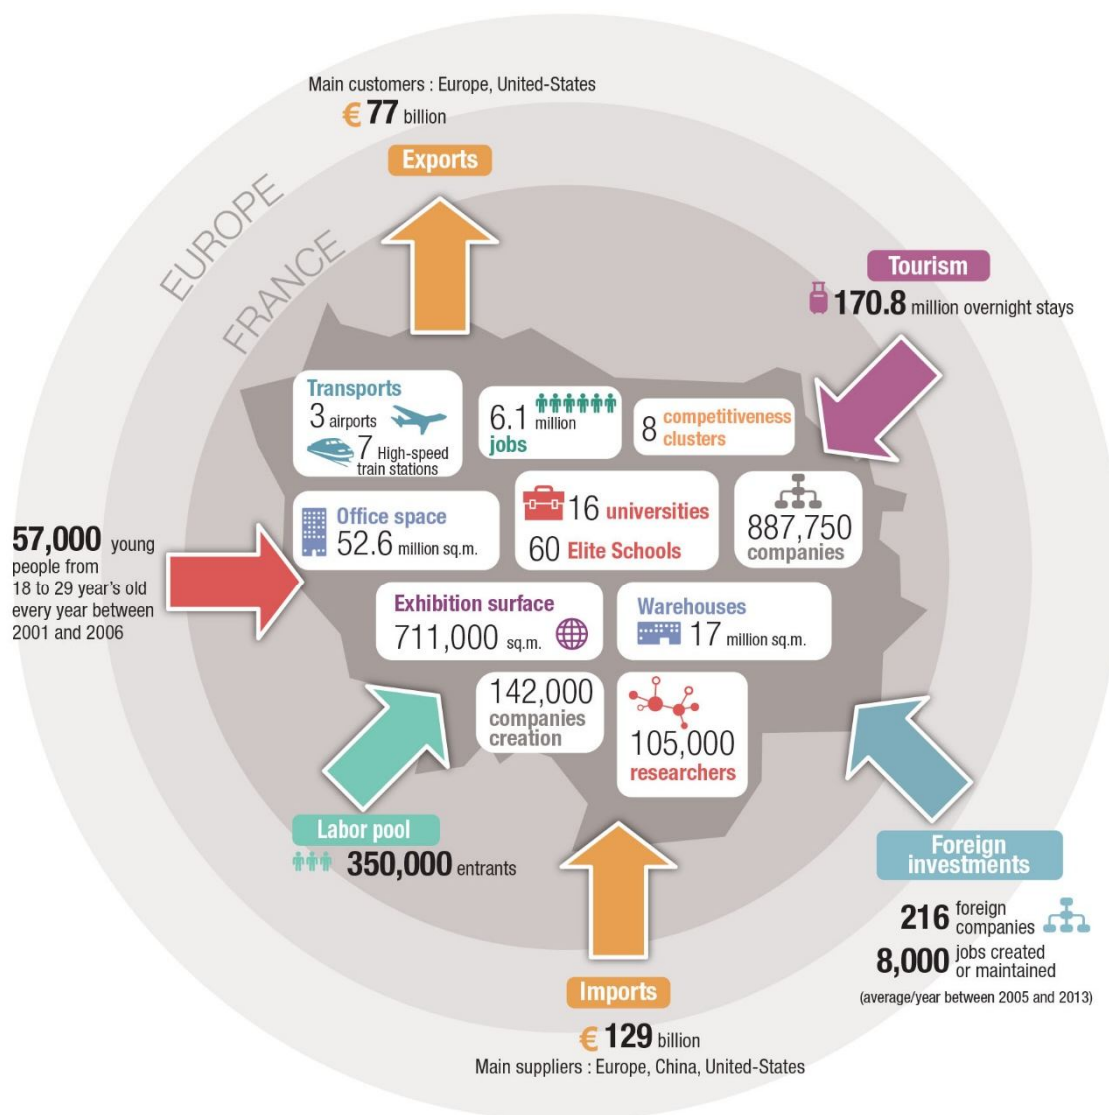 Main customers : Europe, United-States
€ 77 billion
Exports
EUROPE
FRANCE
Tourism
170.8 million overnight stays
Transports
3 airports
7 High-speed
train stations
6.1 million
jobs
8 competitiveness
clusters
Office space
52.6 million sq.m.
16 universities
60 Elite Schools
887,750
companies
57,000 young
people from
18 to 29 year's old
every year between
2001 and 2006
Exhibition surface
711,000 sq.m.
Warehouses
17 million sq.m.
142,000
companies
creation
105,000
researchers
Labor pool
350,000 entrants
Foreign
investments
216 foreign
companies
8,000 jobs created
or maintained
(average/year between 2005 and 2013)
Imports
€ 129 billion
Main suppliers : Europe, China, United-States